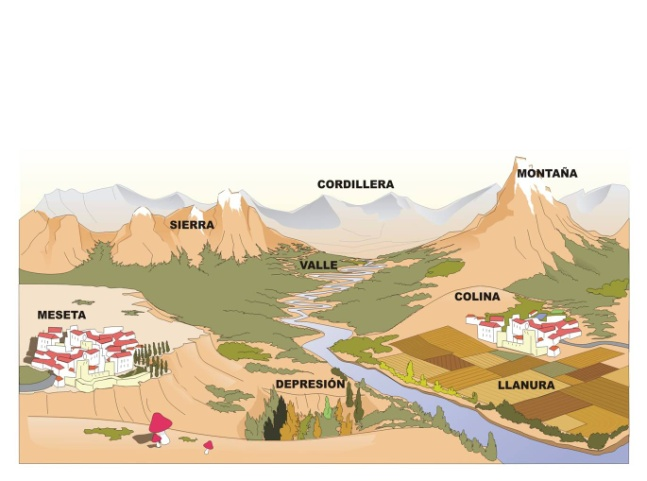 MONTAÑA
CORDILLERA
SIERRA
VALLE
COLINA
MESETA
DEPRESIÓN
LLANURA